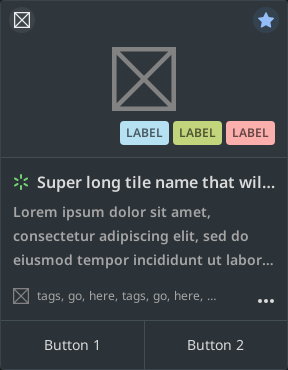 LABEL LABEL LABEL
Super long tile name that wil...
Lorem ipsum dolor sit amet,
consectetur adipiscing elit, sed do
eiusmod tempor incididunt ut labor...
tags, go, here, tags, go, here, ...
Button 1 Button 2